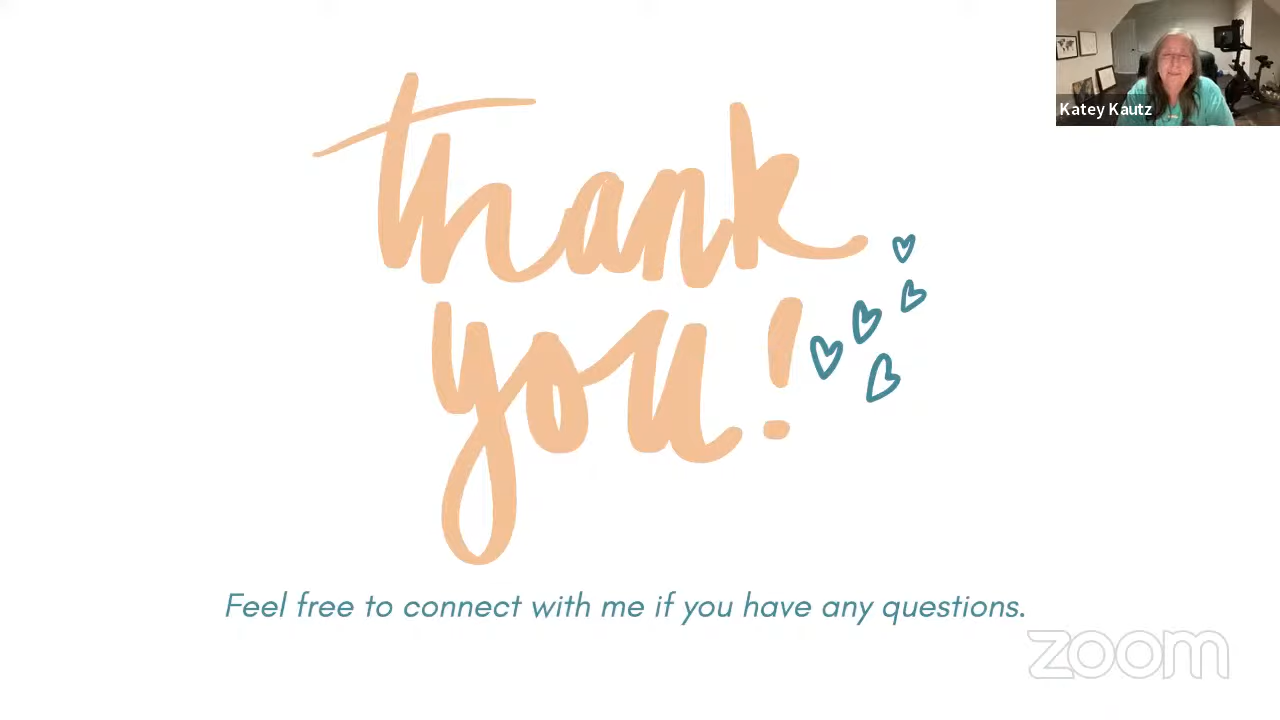 Katey Kautz
thank
you!
Feel free to connect with me if you have any questions.
zoom